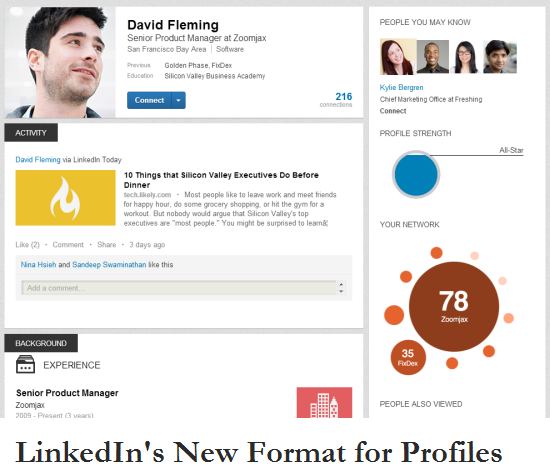 David Fleming
Senior Product Manager at Zoomjax
San Francisco Bay Area | Software
Previous Golden Phase, FixDex
Education Silicon Valley Business Academy
Connect
216
connections
ACTIVITY
David Fleming via LinkedIn Today
10 Things that Silicon Valley Executives Do Before
Dinner
tech.likely.com • Most people like to leave work and meet friends
for happy hour, do some grocery shopping, or hit the gym for a
workout. But nobody would argue that Silicon Valley's top
executives are "most people." You might be surprised to learnâ¦
Like (2) • Comment • Share • 3 days ago
Nina Hsieh and Sandeep Swaminathan like this
Add a comment...
BACKGROUND
EXPERIENCE
Senior Product Manager
Zoomjax
2009 - Present (3 years)
PEOPLE YOU MAY KNOW
Kylie Bergren
Chief Marketing Office at Freshing
Connect
PROFILE STRENGTH
All-Star
YOUR NETWORK
78
Zoomjax
35
FixDex
PEOPLE ALSO VIEWED
LinkedIn's New Format for Profiles